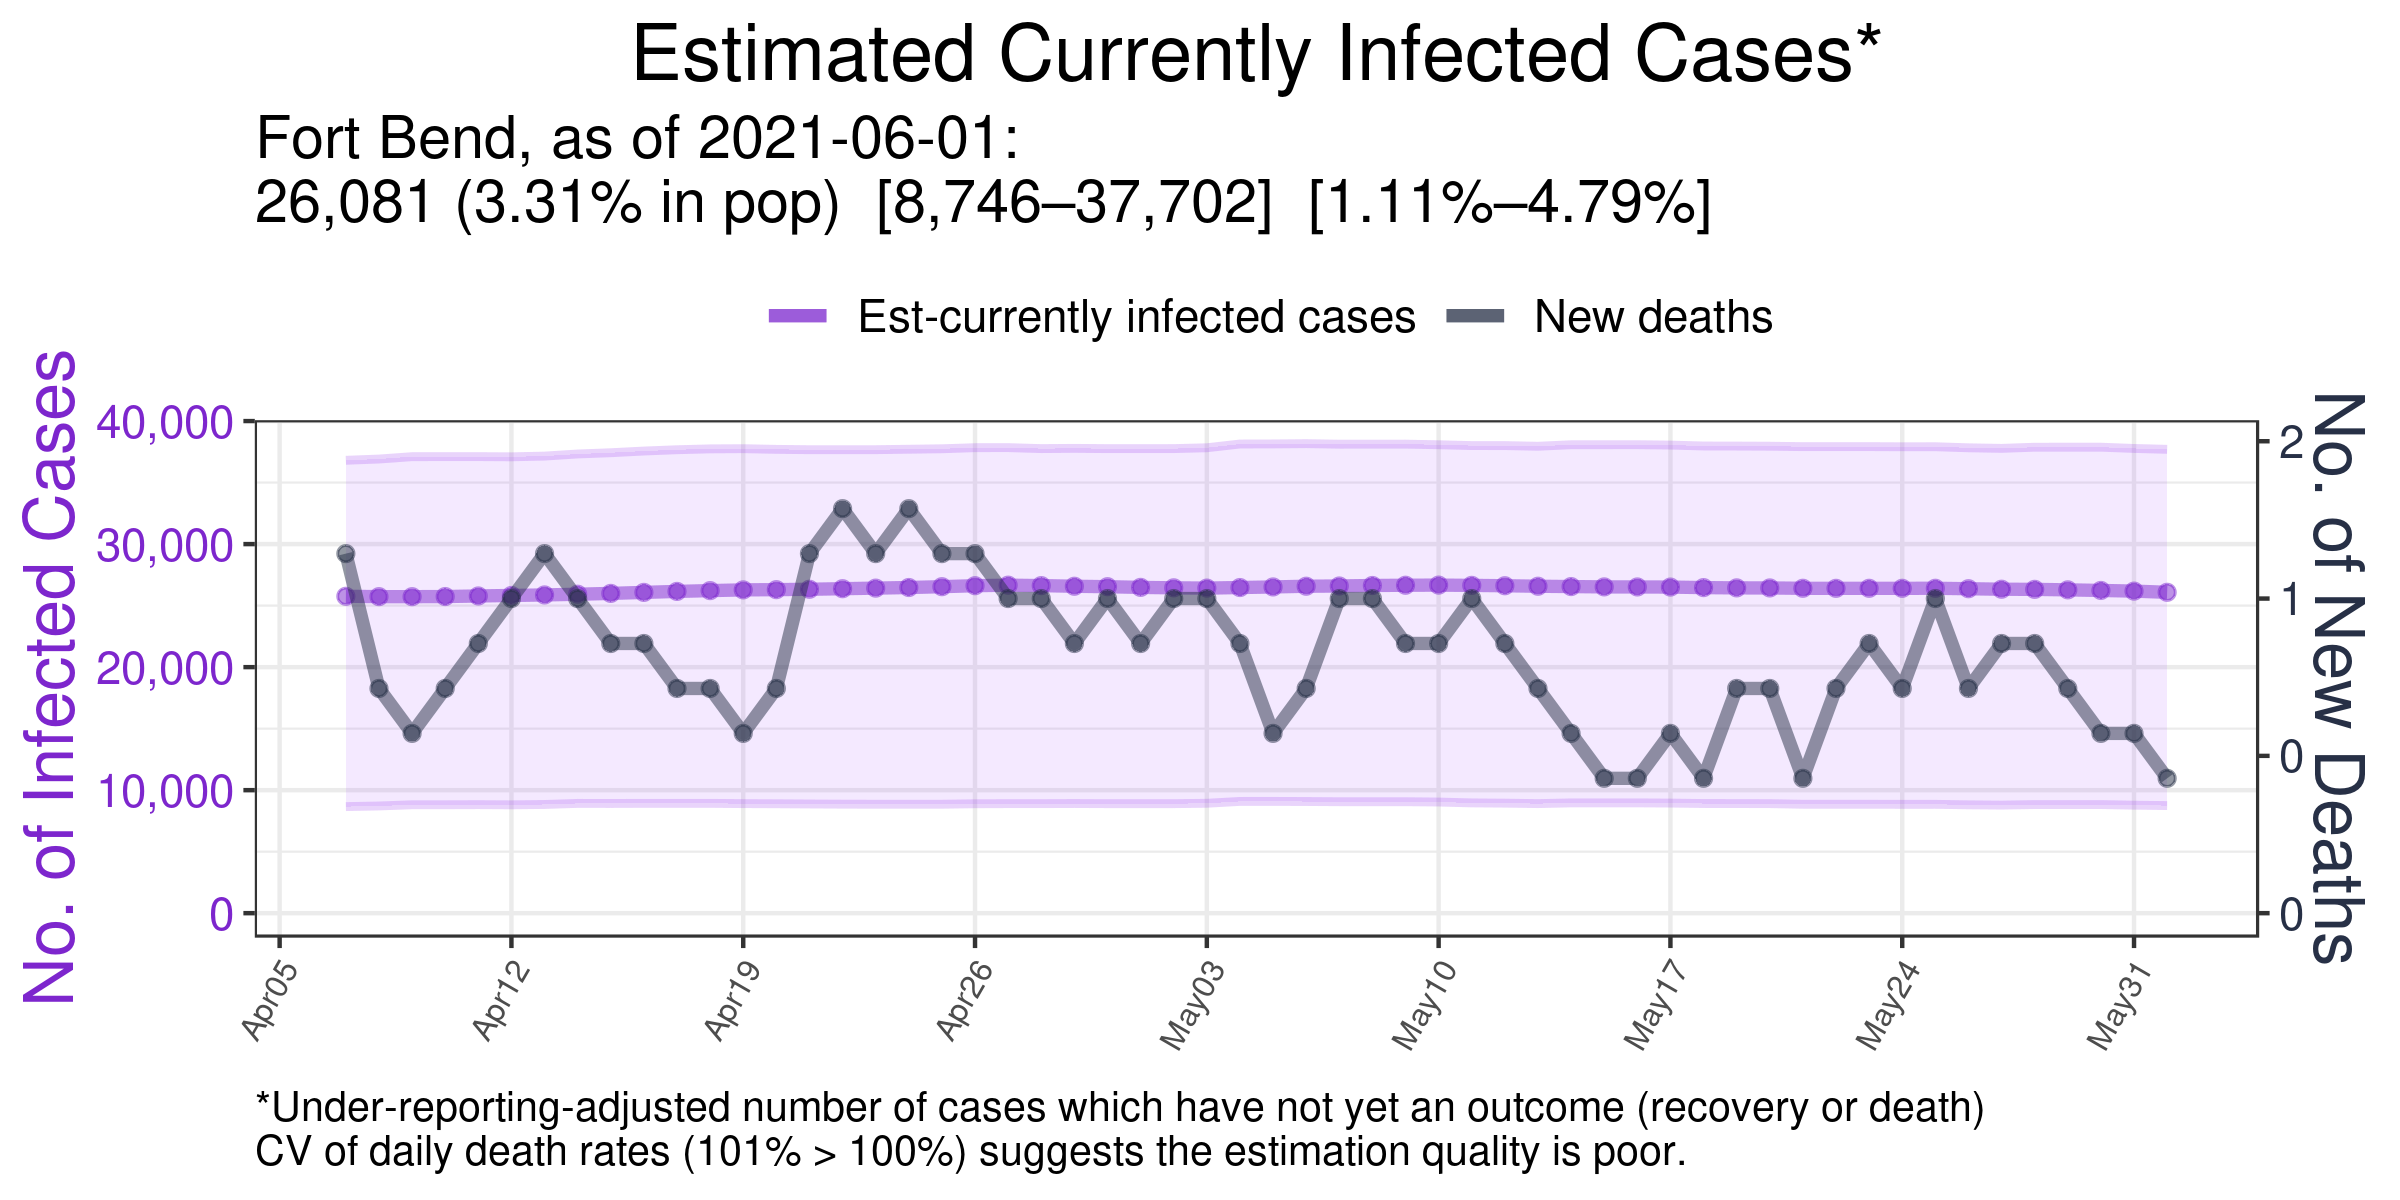 Estimated Currently Infected Cases*
Fort Bend, as of 2021-06-01:
26,081 (3.31% in pop)  [8,746–37,702]  [1.11%–4.79%]
Est-currently infected cases
New deaths
No. of Infected Cases
40,000
30,000
20,000
10,000
0
2
1
0
0
No. of New Deaths
Apr05
Apr12
Apr19
Apr26
May03
May10
May17
May24
May31
*Under-reporting-adjusted number of cases which have not yet an outcome (recovery or death)
CV of daily death rates (101% > 100%) suggests the estimation quality is poor.